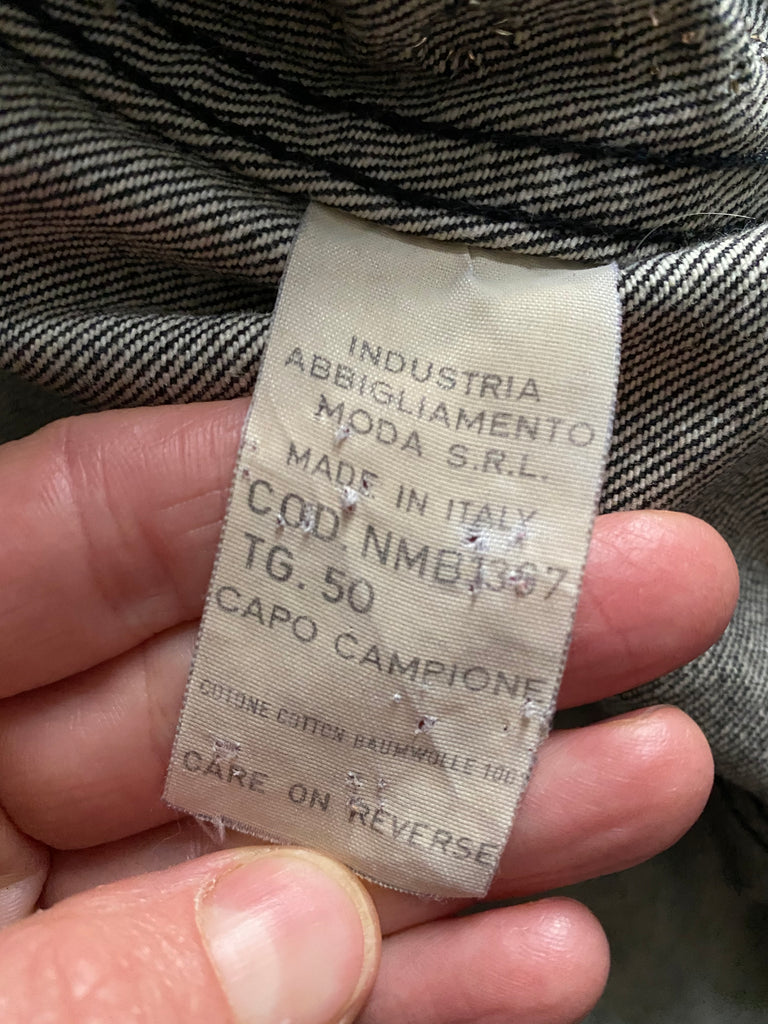 INDUSTRIA
ABBIGLIAMENTO
MODA S.R.L.
MADE IN ITALY
COD. NMB1367
TG. 50
CAPO CAMPIONE
COTONE COTTON BAUMWOLLE 100
CARE ON REVERSE